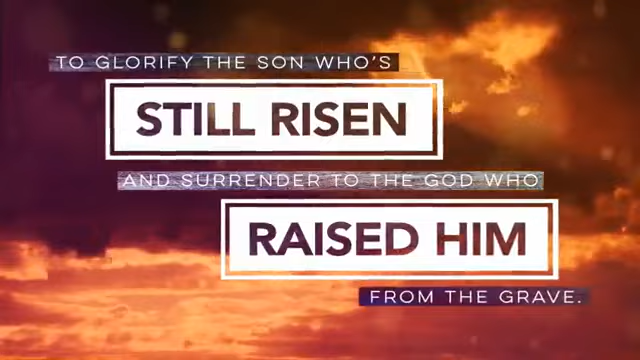 TO GLORIFY THE SON WHO'S
STILL RISEN
AND SURRENDER TO THE GOD WHO
RAISED HIM
FROM THE GRAVE.